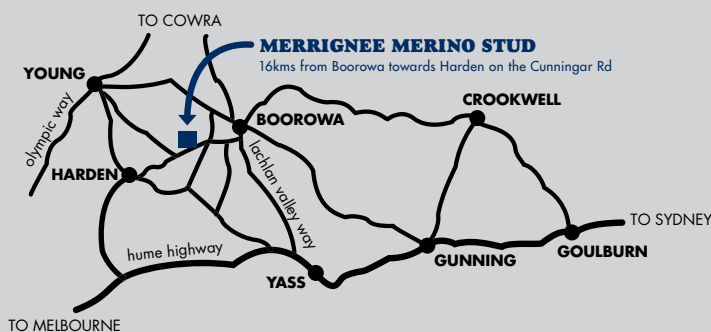 TO COWRA
MERRIGNEE MERINO STUD
16kms from Boorowa towards Harden on the Cunningar Rd
YOUNG
olympic way
CROOKWELL
BOOROWA
HARDEN
lachlan valley way
TO SYDNEY
hume highway
GOULBURN
GUNNING
YASS
TO MELBOURNE